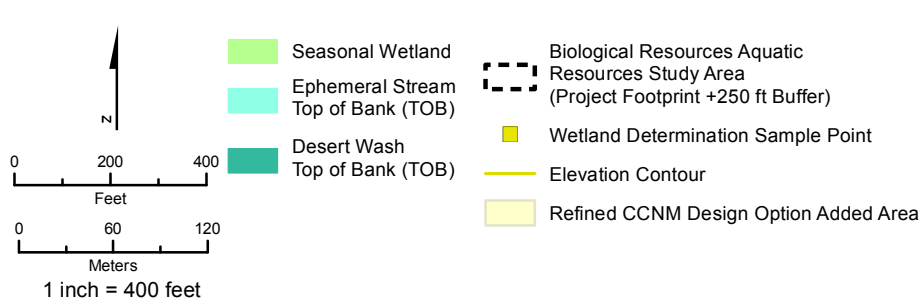 N
0 200 400
Feet
0 60 120
Meters
1 inch = 400 feet
Seasonal Wetland
Ephemeral Stream
Top of Bank (TOB)
Desert Wash
Top of Bank (TOB)
Biological Resources Aquatic
Resources Study Area
(Project Footprint +250 ft Buffer)
Wetland Determination Sample Point
Elevation Contour
Refined CCNM Design Option Added Area